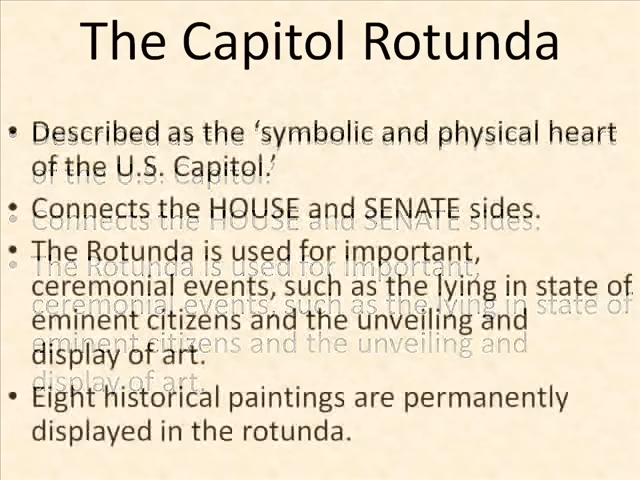 The Capitol Rotunda
• Described as the ‘symbolic and physical heart
of the U.S. Capitol.’
• Connects the HOUSE and SENATE sides.
• The Rotunda is used for important,
ceremonial events, such as the lying in state of
eminent citizens and the unveiling and
display of art.
• Eight historical paintings are permanently
displayed in the rotunda.